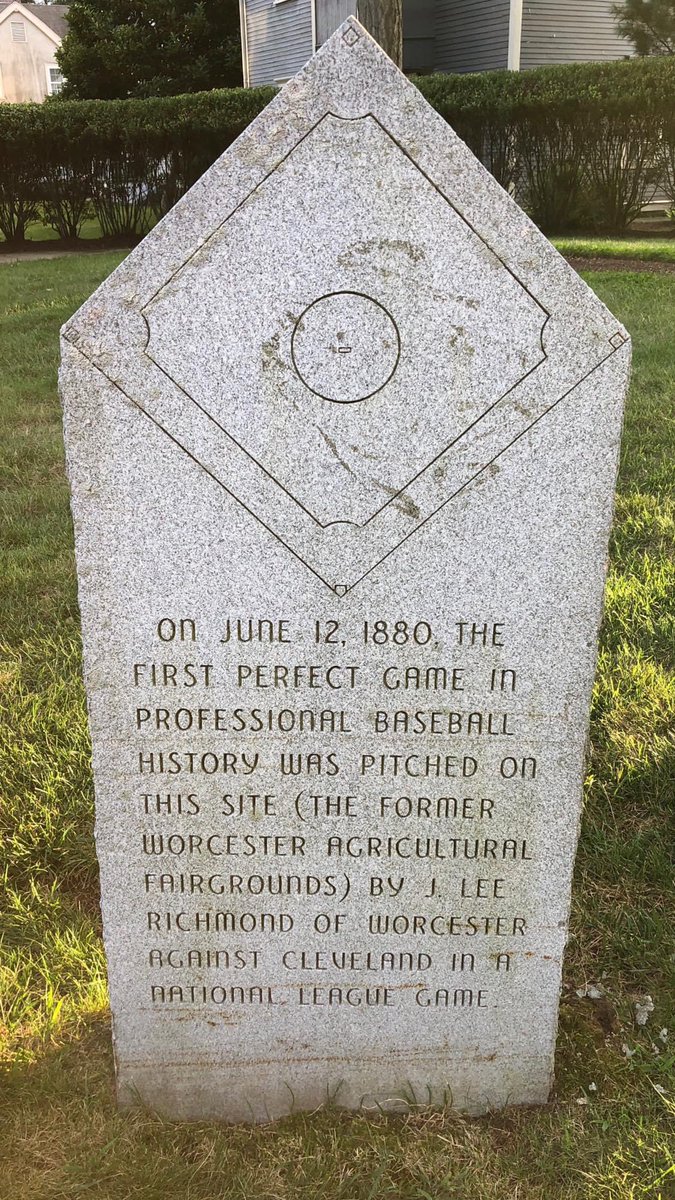 ON JUNE 12, 1880, THE
FIRST PERFECT GAME IN
PROFESSIONAL BASEBALL
HISTORY WAS PITCHED ON
THIS SITE (THE FORMER
WORCESTER AGRICULTURAL
FAIRGROUNDS) BY J. LEE
RICHMOND OF WORCESTER
AGAINST CLEVELAND IN A
NATIONAL LEAGUE GAME.